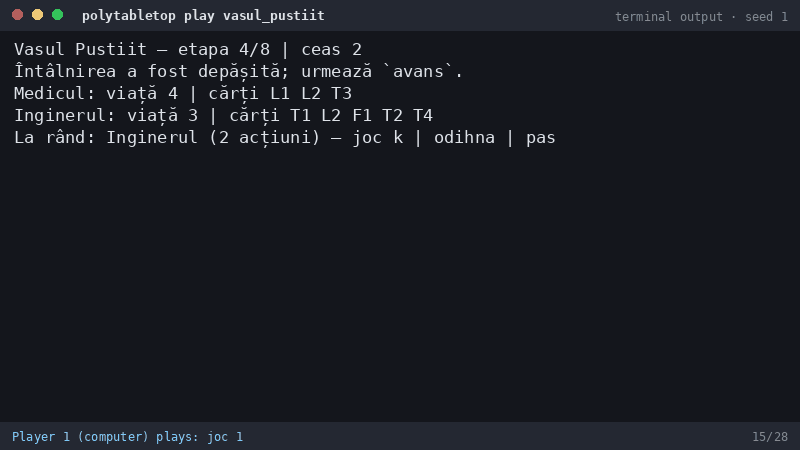 polytabletop play vasul_pustiit
terminal output · seed 1
Vasul Pustiit — etapa 4/8 | ceas 2
Întâlnirea a fost depășită; urmează `avans`.
Medicul: viață 4 | cărți L1 L2 T3
Inginerul: viață 3 | cărți T1 L2 F1 T2 T4
La rând: Inginerul (2 acțiuni) — joc k | odihna | pas
Player 1 (computer) plays: joc 1
15/28